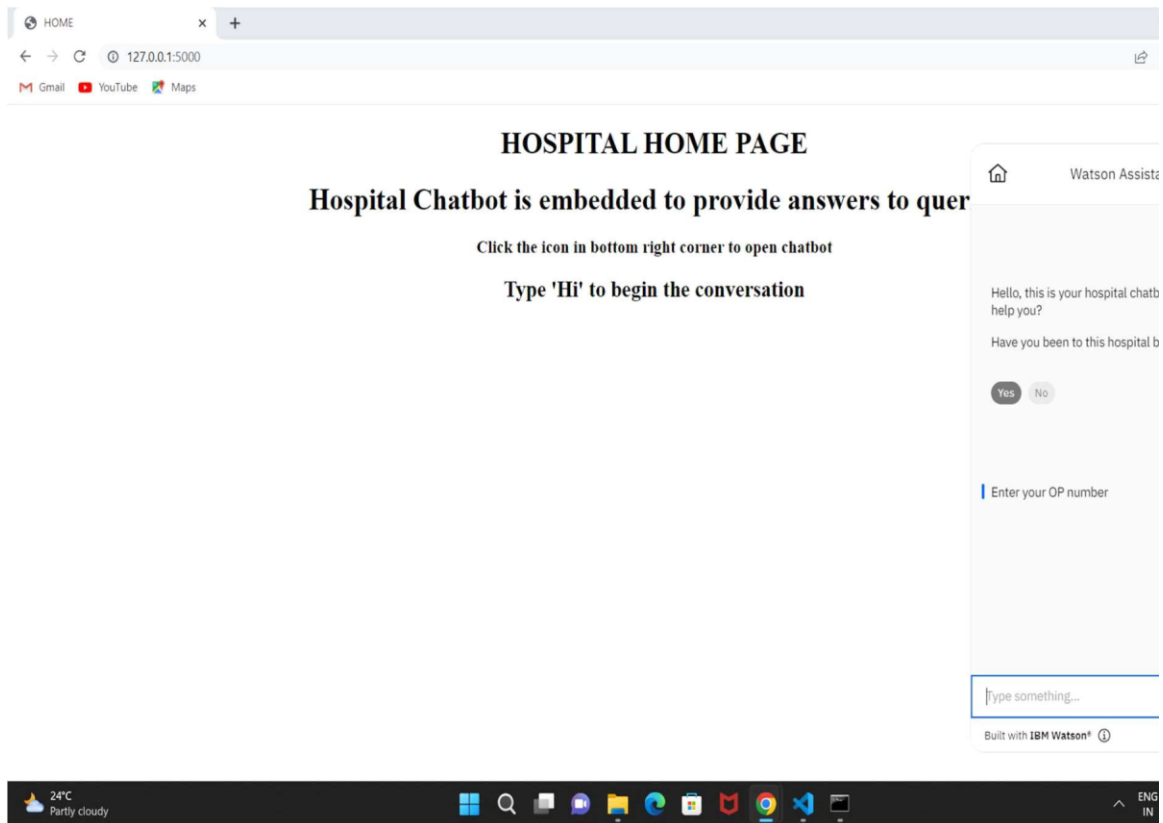 HOME
127.0.0.1:5000
Gmail YouTube Maps
HOSPITAL HOME PAGE
Hospital Chatbot is embedded to provide answers to quer
Click the icon in bottom right corner to open chatbot
Type 'Hi' to begin the conversation
Watson Assista
Hello, this is your hospital chatb
help you?
Have you been to this hospital b
Yes No
Enter your OP number
Type something...
Built with IBM Watson®
24°C
Partly cloudy
ENG
IN